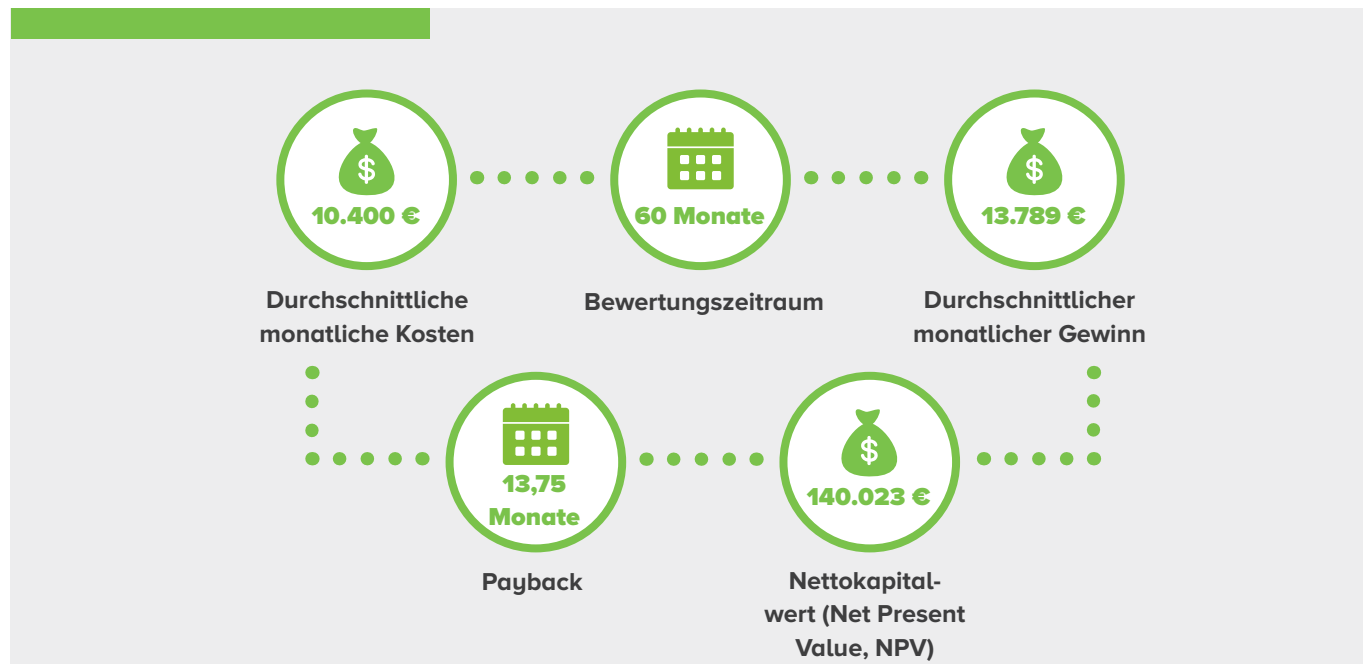 10.400 €
Durchschnittliche
monatliche Kosten
60 Monate
Bewertungszeitraum
13.789 €
Durchschnittlicher
monatlicher Gewinn
13,75
Monate
Payback
140.023 €
Nettokapital-
wert (Net Present
Value, NPV)